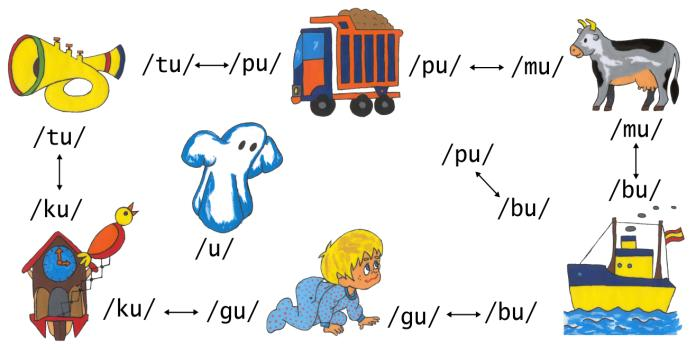 /tu/ ↔ /pu/
/pu/ ↔ /mu/
/tu/
/mu/
/pu/
/ku/
/bu/
/bu/
/u/
/ku/ ↔ /gu/
/gu/ ↔ /bu/